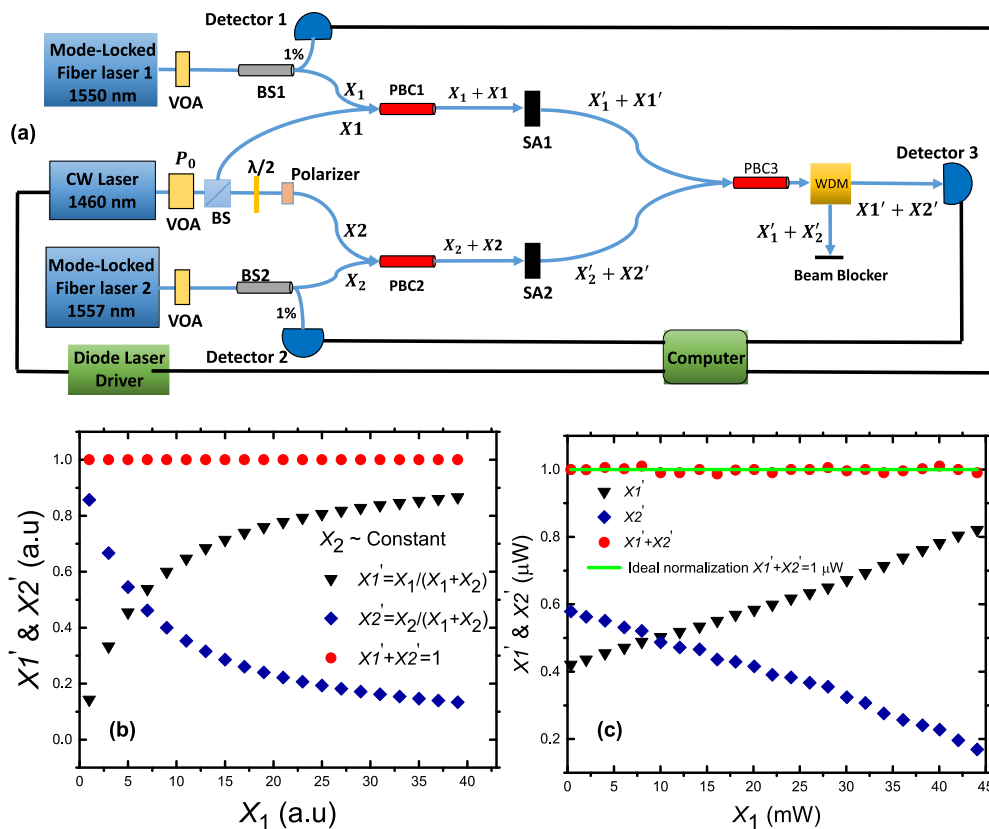 Detector 1
Mode-Locked
Fiber laser 1
1550 nm
VOA
BS1
1%
X₁
X1
PBC1
X₁ + X1
SA1
X₁′ + X1′
(a)
CW Laser
1460 nm
P₀
VOA
BS
λ/2
Polarizer
PBC3
WDM
Detector 3
X1′ + X2′
X₁′ + X₂′
Beam Blocker
X2
X₂
PBC2
X₂ + X2
SA2
X₂′ + X2′
Mode-Locked
Fiber laser 2
1557 nm
VOA
BS2
1%
Detector 2
Diode Laser
Driver
Computer
X1′ & X2′ (a.u)
1.0
0.8
0.6
0.4
0.2
0.0
X₂ ~ Constant
X1′=X₁/(X₁+X₂)
X2′=X₂/(X₁+X₂)
X1′+X2′=1
(b)
0 5 10 15 20 25 30 35 40
X₁ (a.u)
X1′ & X2′ (μW)
1.0
0.8
0.6
0.4
0.2
X1′
X2′
X1′+X2′
Ideal normalization X1′+X2′=1 μW
(c)
0 5 10 15 20 25 30 35 40 45
X₁ (mW)